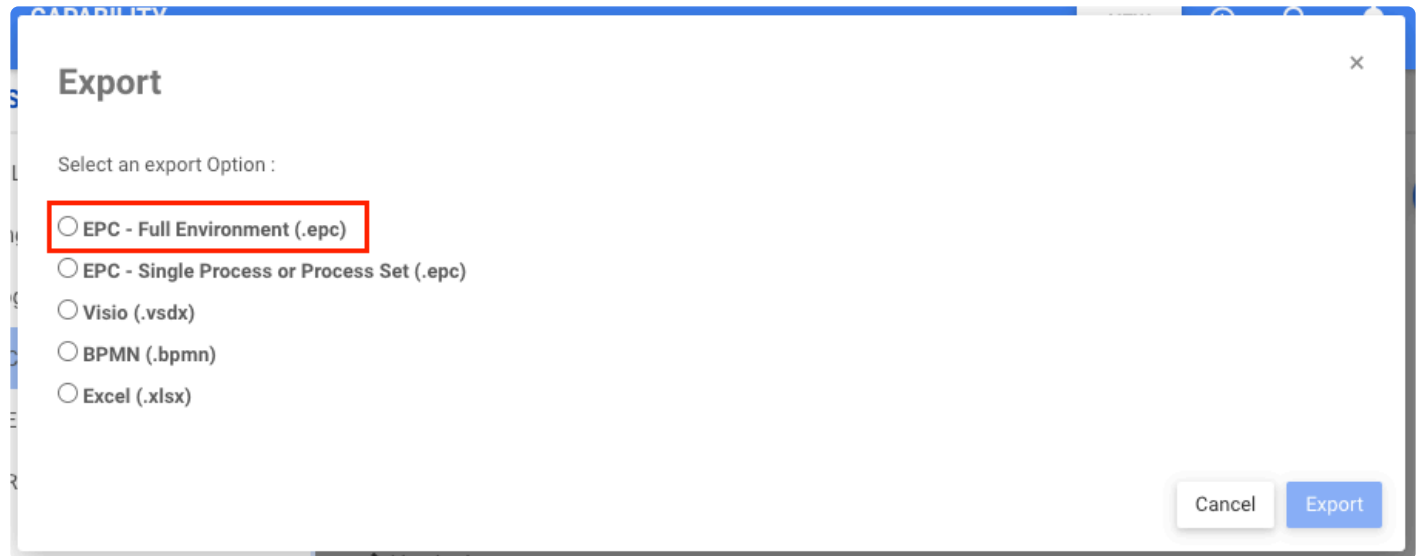 CAPABILITY
Export
×
Select an export Option :
EPC - Full Environment (.epc)
EPC - Single Process or Process Set (.epc)
Visio (.vsdx)
BPMN (.bpmn)
Excel (.xlsx)
Cancel Export